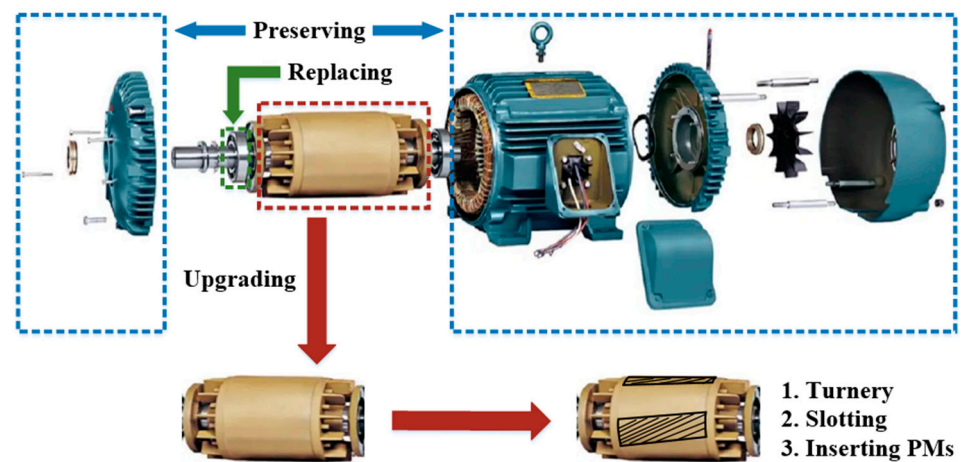 Preserving
Replacing
Upgrading
1. Turnery
2. Slotting
3. Inserting PMs